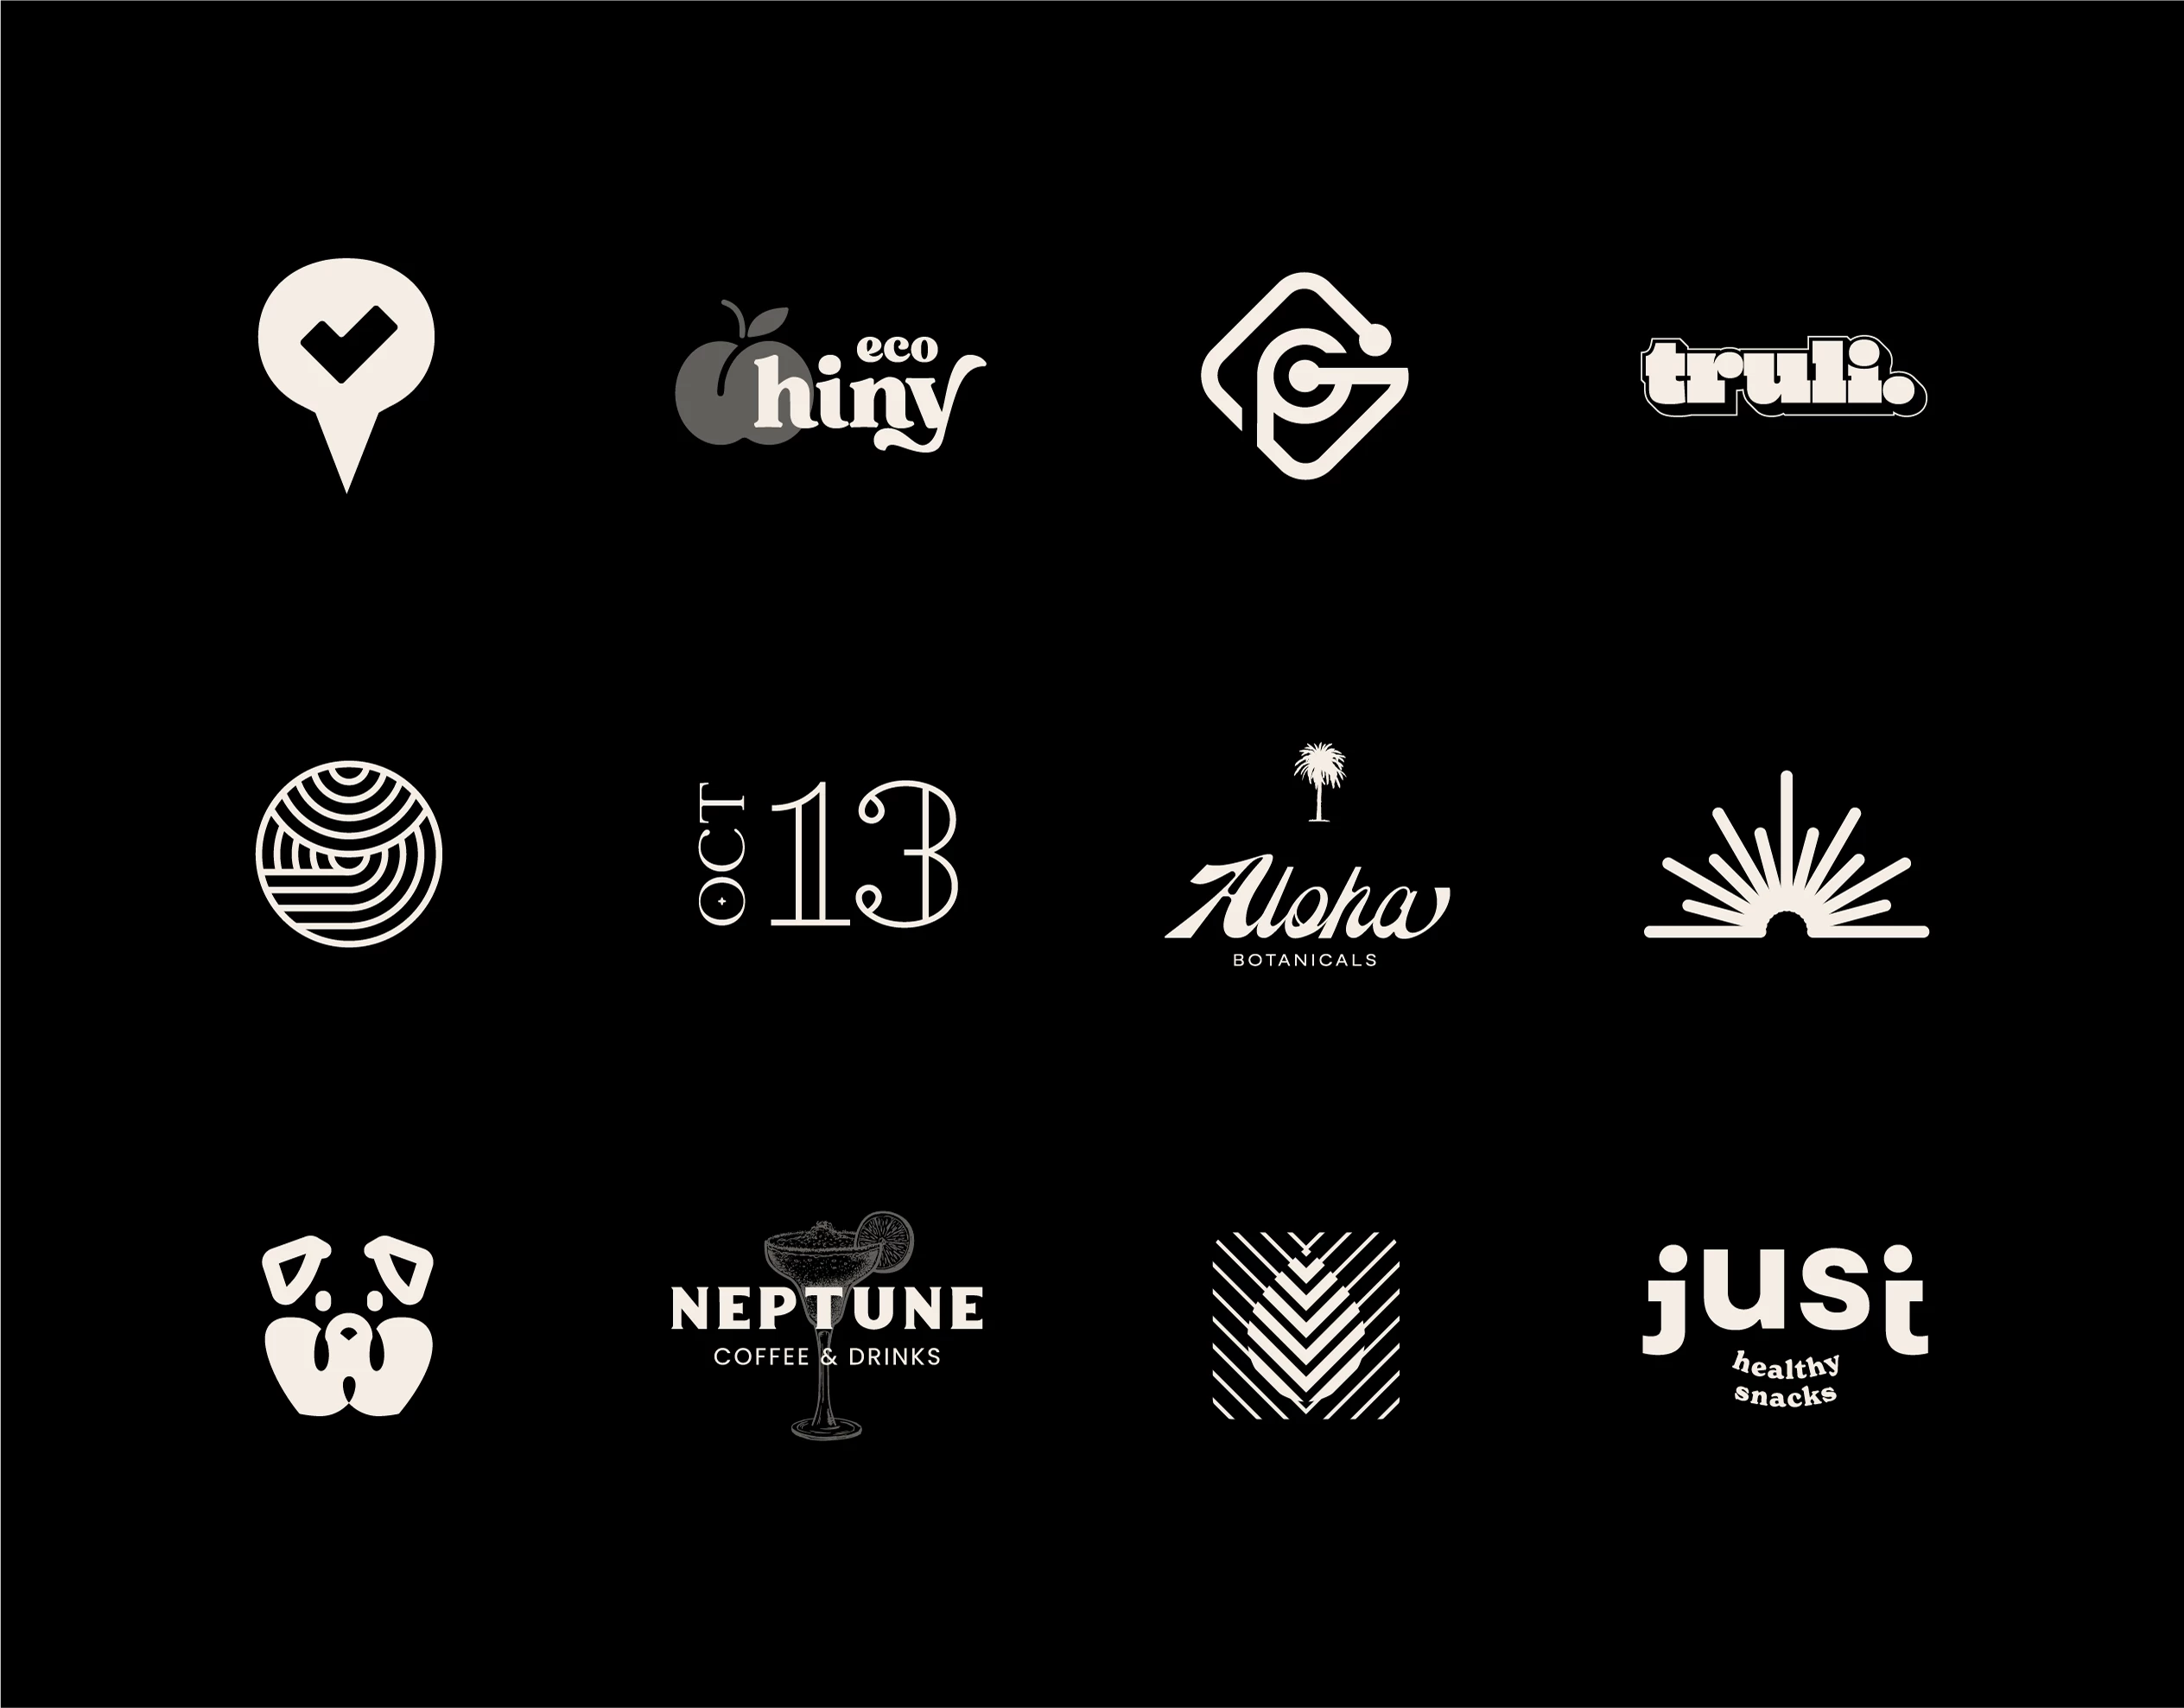 eco
hiny
truli.
OCT 13
Aloha
BOTANICALS
NEPTUNE
COFFEE & DRINKS
jUSt
healthy
snacks